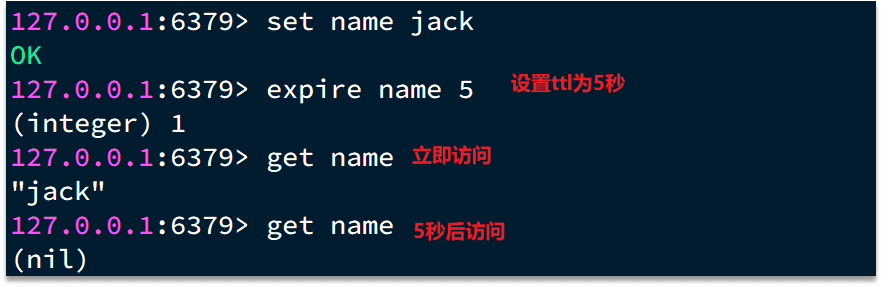 127.0.0.1:6379> set name jack
OK
127.0.0.1:6379> expire name 5 设置ttl为5秒
(integer) 1
127.0.0.1:6379> get name 立即访问
"jack"
127.0.0.1:6379> get name 5秒后访问
(nil)